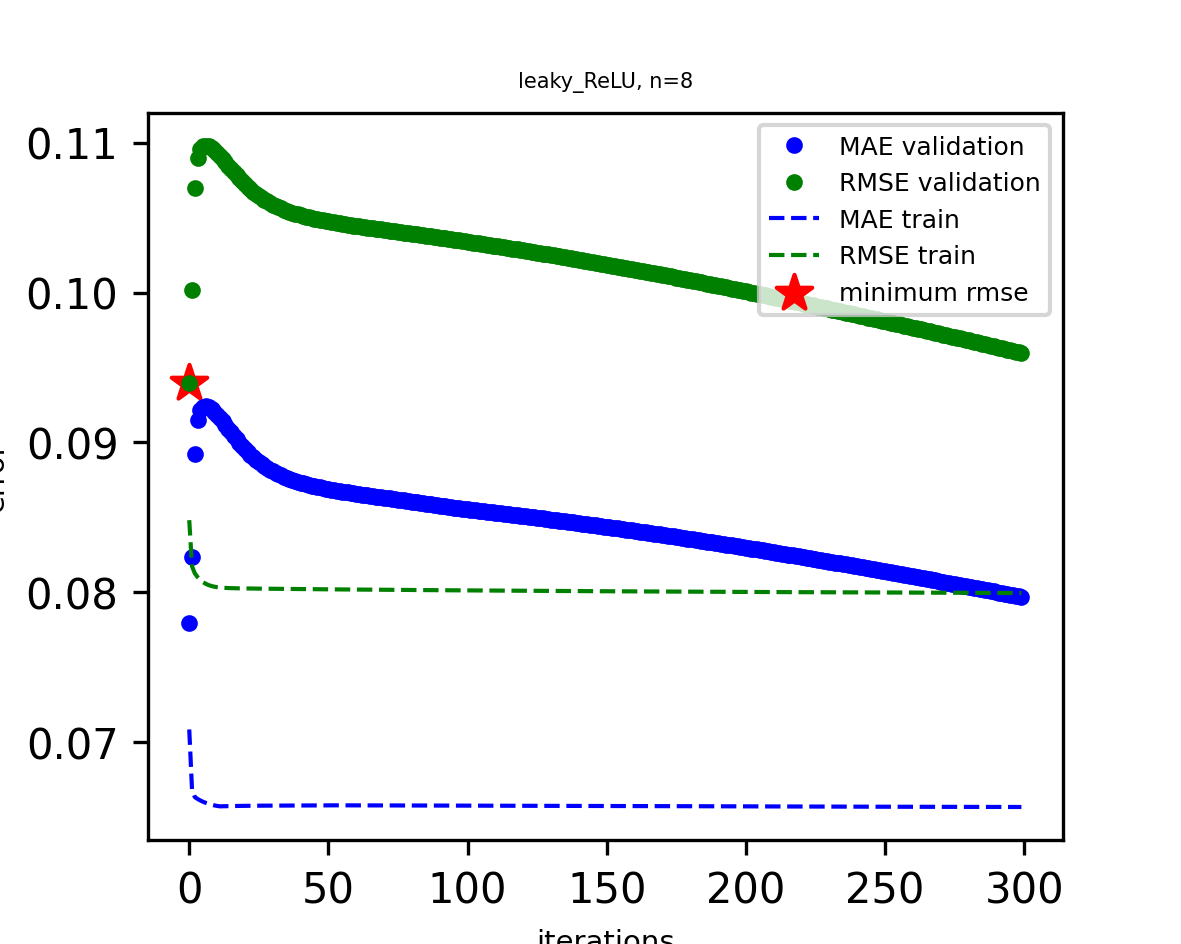 leaky_ReLU, n=8
0.11
0.10
0.09
0.08
0.07
MAE validation
RMSE validation
MAE train
RMSE train
minimum rmse
0 50 100 150 200 250 300
iterations